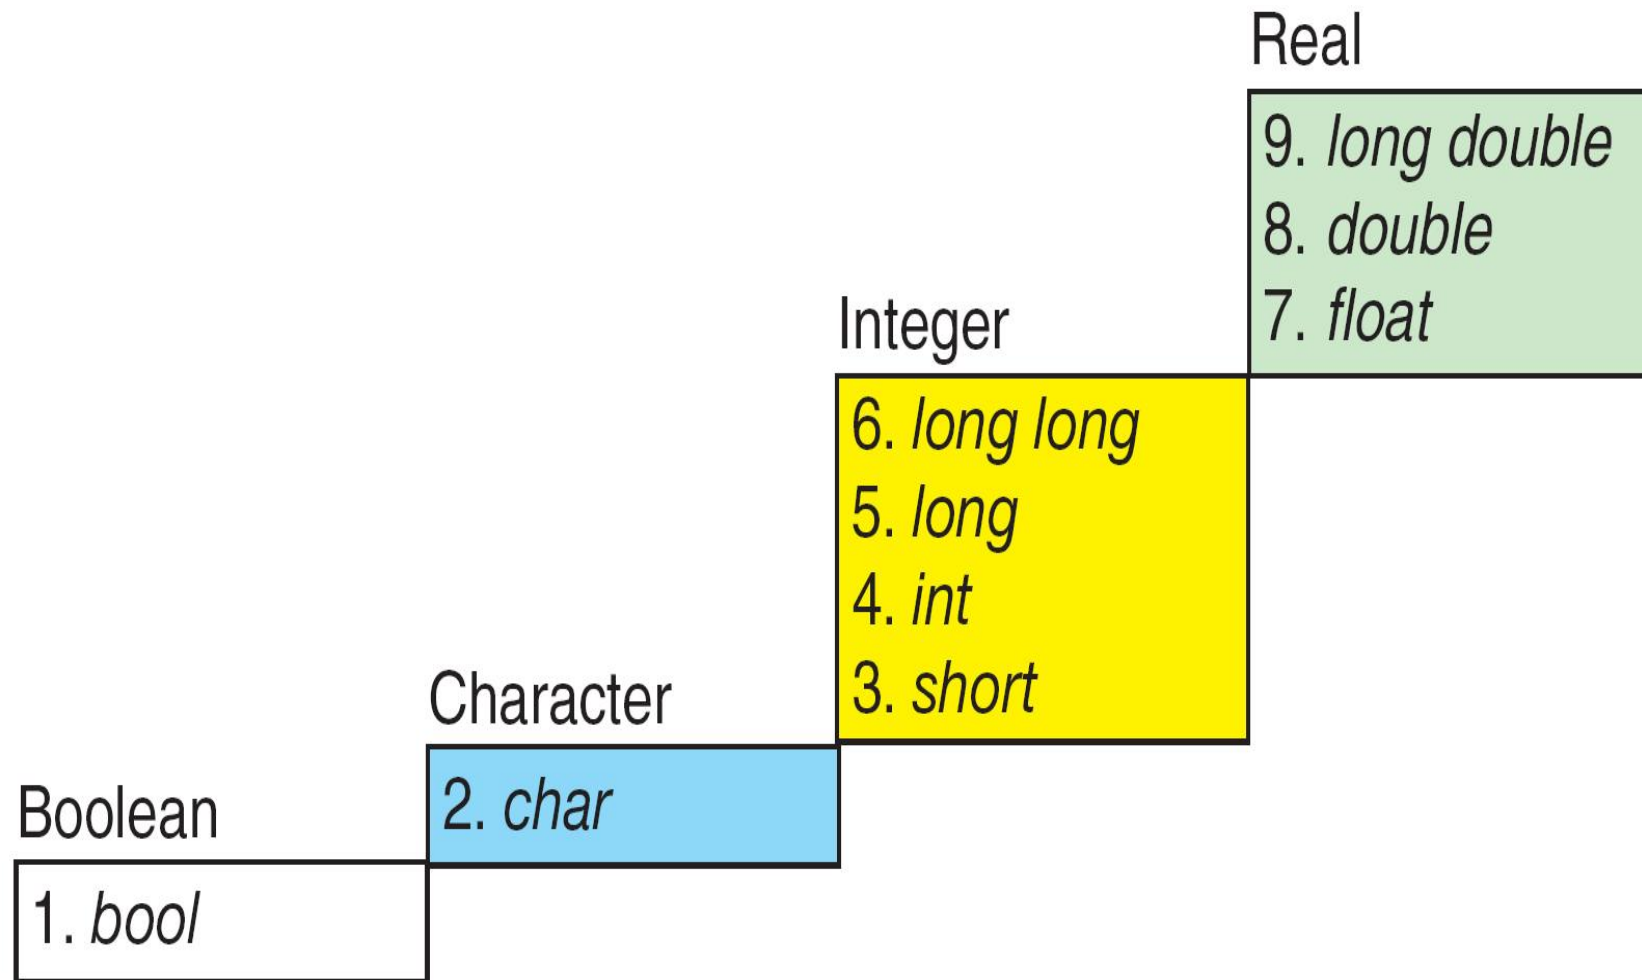 Real
9. long double
8. double
7. float
Integer
6. long long
5. long
4. int
3. short
Character
2. char
Boolean
1. bool